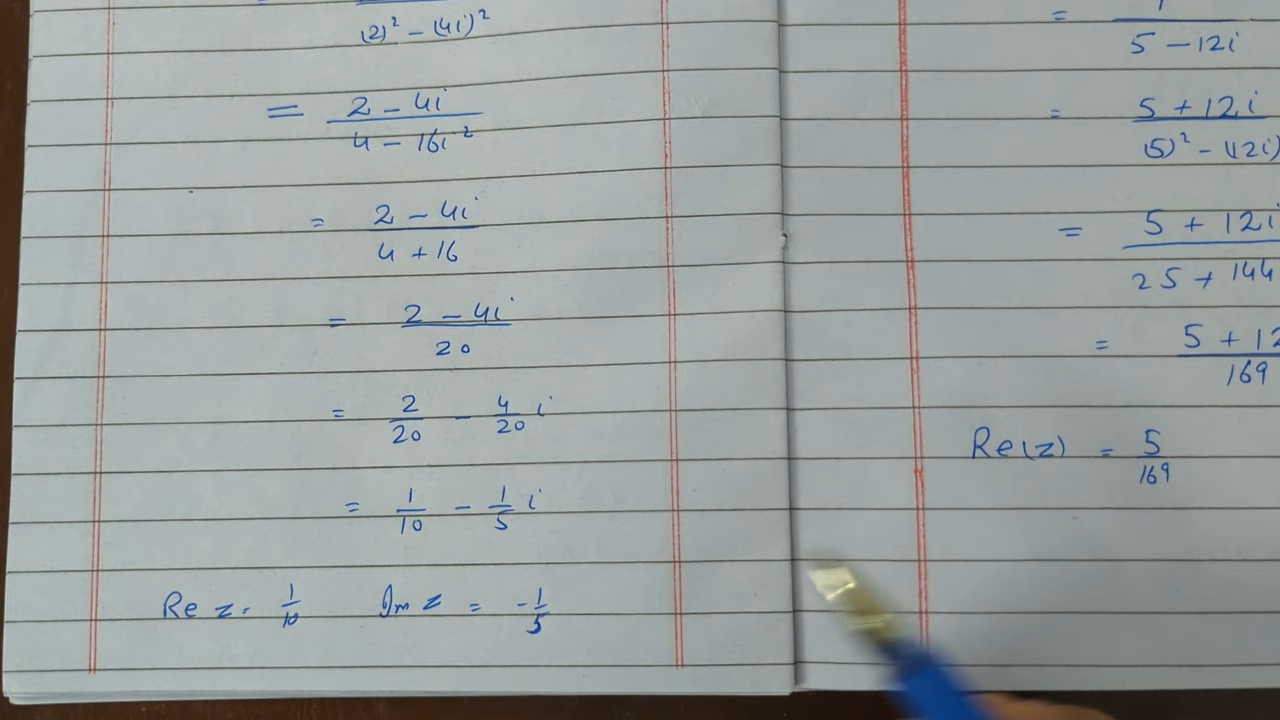 (2)² - (4i)²
= 2 - 4i / 4 - 16i²
= 2 - 4i / 4 + 16
= 2 - 4i / 20
= 2/20 - 4/20 i
= 1/10 - 1/5 i
Re z = 1/10 Im z = -1/5
= 1 / 5 - 12i
= 5 + 12i / (5)² - (12i)
= 5 + 12i / 25 + 144
= 5 + 12 / 169
Re(z) = 5/169